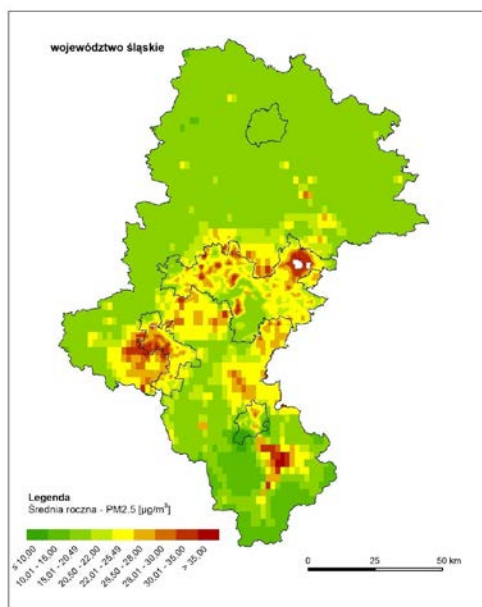 województwo śląskie
Legenda
Średnia roczna - PM2.5 [µg/m³]
≤ 10,00
10,01 - 15,00
15,01 - 20,49
20,50 - 22,00
22,01 - 25,49
25,50 - 28,00
28,01 - 30,00
30,01 - 35,00
> 35,00
0 25 50 km